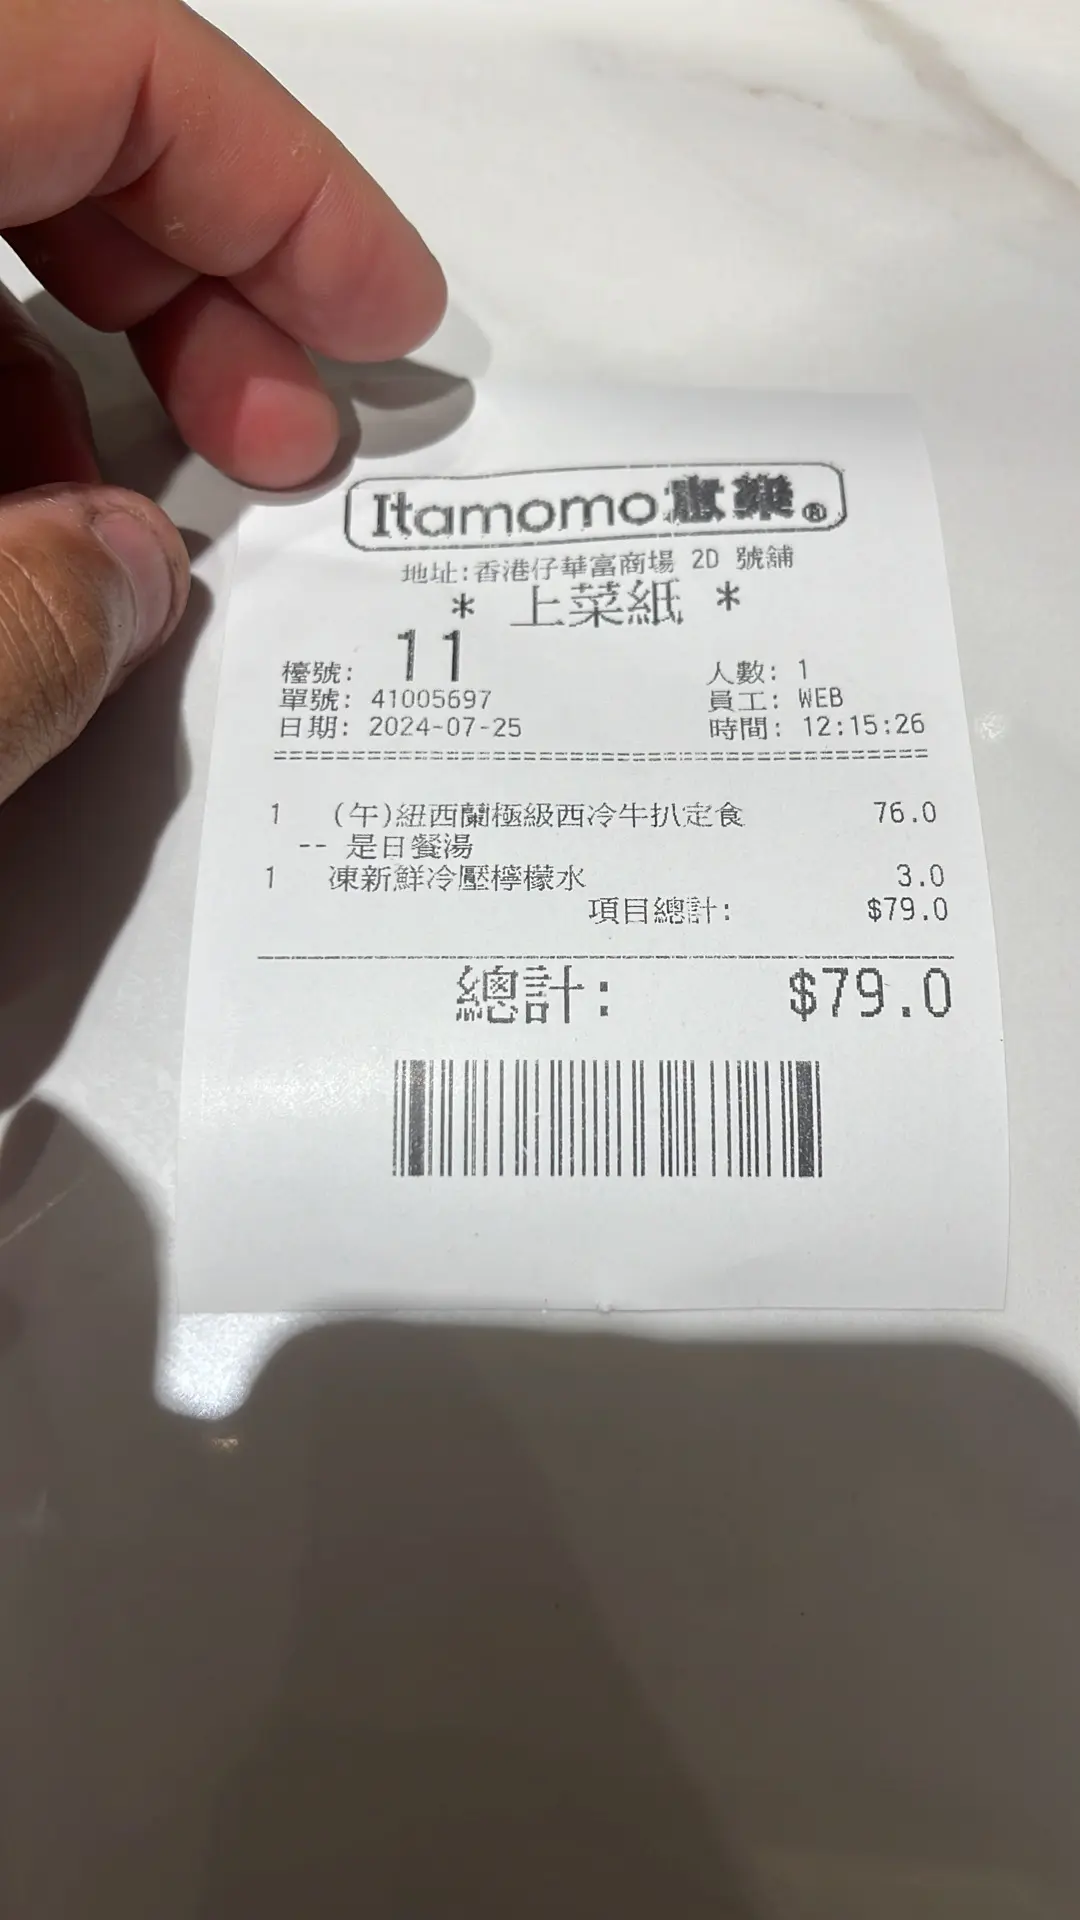 Itamomo 意樂®
地址:香港仔華富商場 2D 號舖
* 上菜紙 *
檯號: 11 人數: 1
單號: 41005697 員工: WEB
日期: 2024-07-25 時間: 12:15:26
1 (午)紐西蘭極級西冷牛扒定食 76.0
-- 是日餐湯
1 凍新鮮冷壓檸檬水 3.0
項目總計: $79.0
總計: $79.0